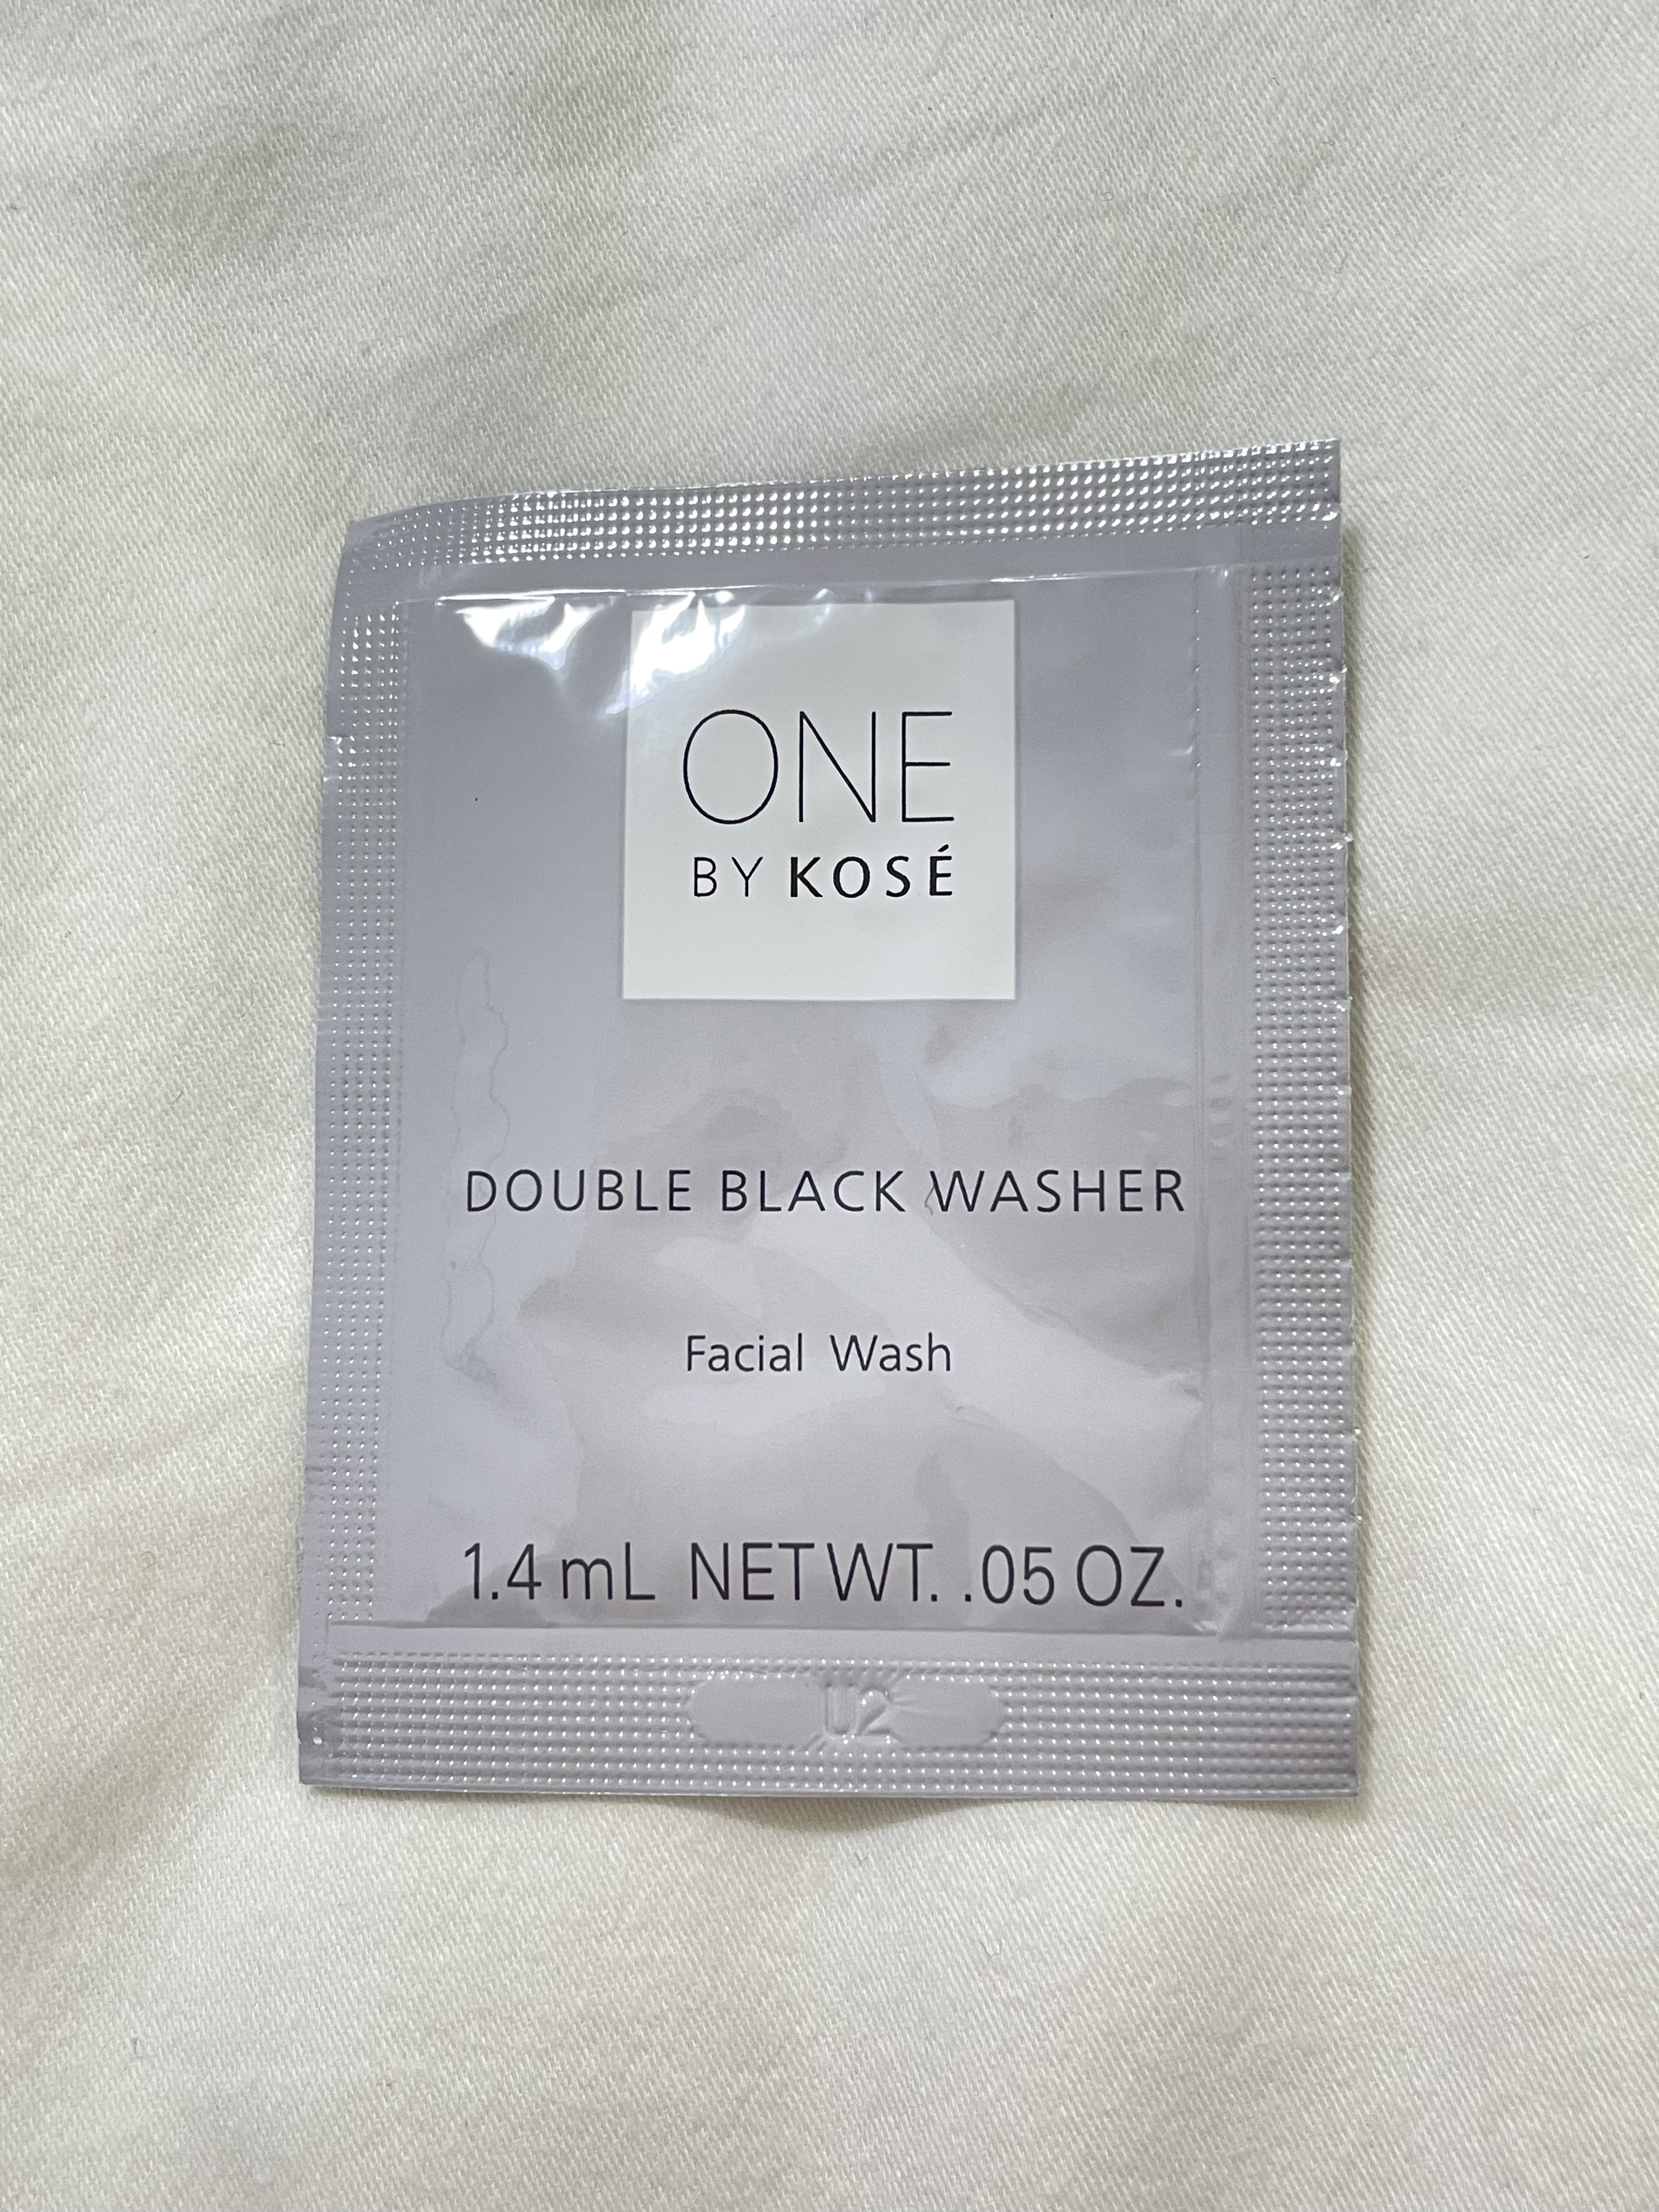 ONE
BY KOSÉ
DOUBLE BLACK WASHER
Facial Wash
1.4 mL NET WT. .05 OZ.
U2